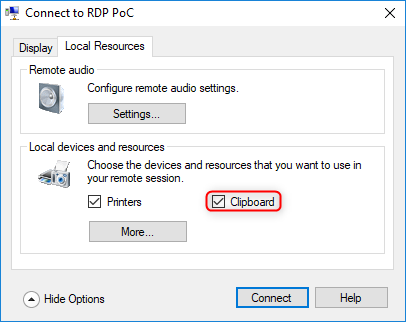 Connect to RDP PoC
Display
Local Resources
Remote audio
Configure remote audio settings.
Settings...
Local devices and resources
Choose the devices and resources that you want to use in
your remote session.
Printers
Clipboard
More...
Hide Options
Connect
Help